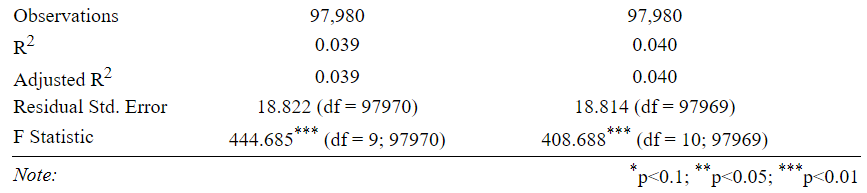 Observations 97,980 97,980
R2 0.039 0.040
Adjusted R2 0.039 0.040
Residual Std. Error 18.822 (df = 97970) 18.814 (df = 97969)
F Statistic 444.685*** (df = 9; 97970) 408.688*** (df = 10; 97969)
Note: *p<0.1; **p<0.05; ***p<0.01